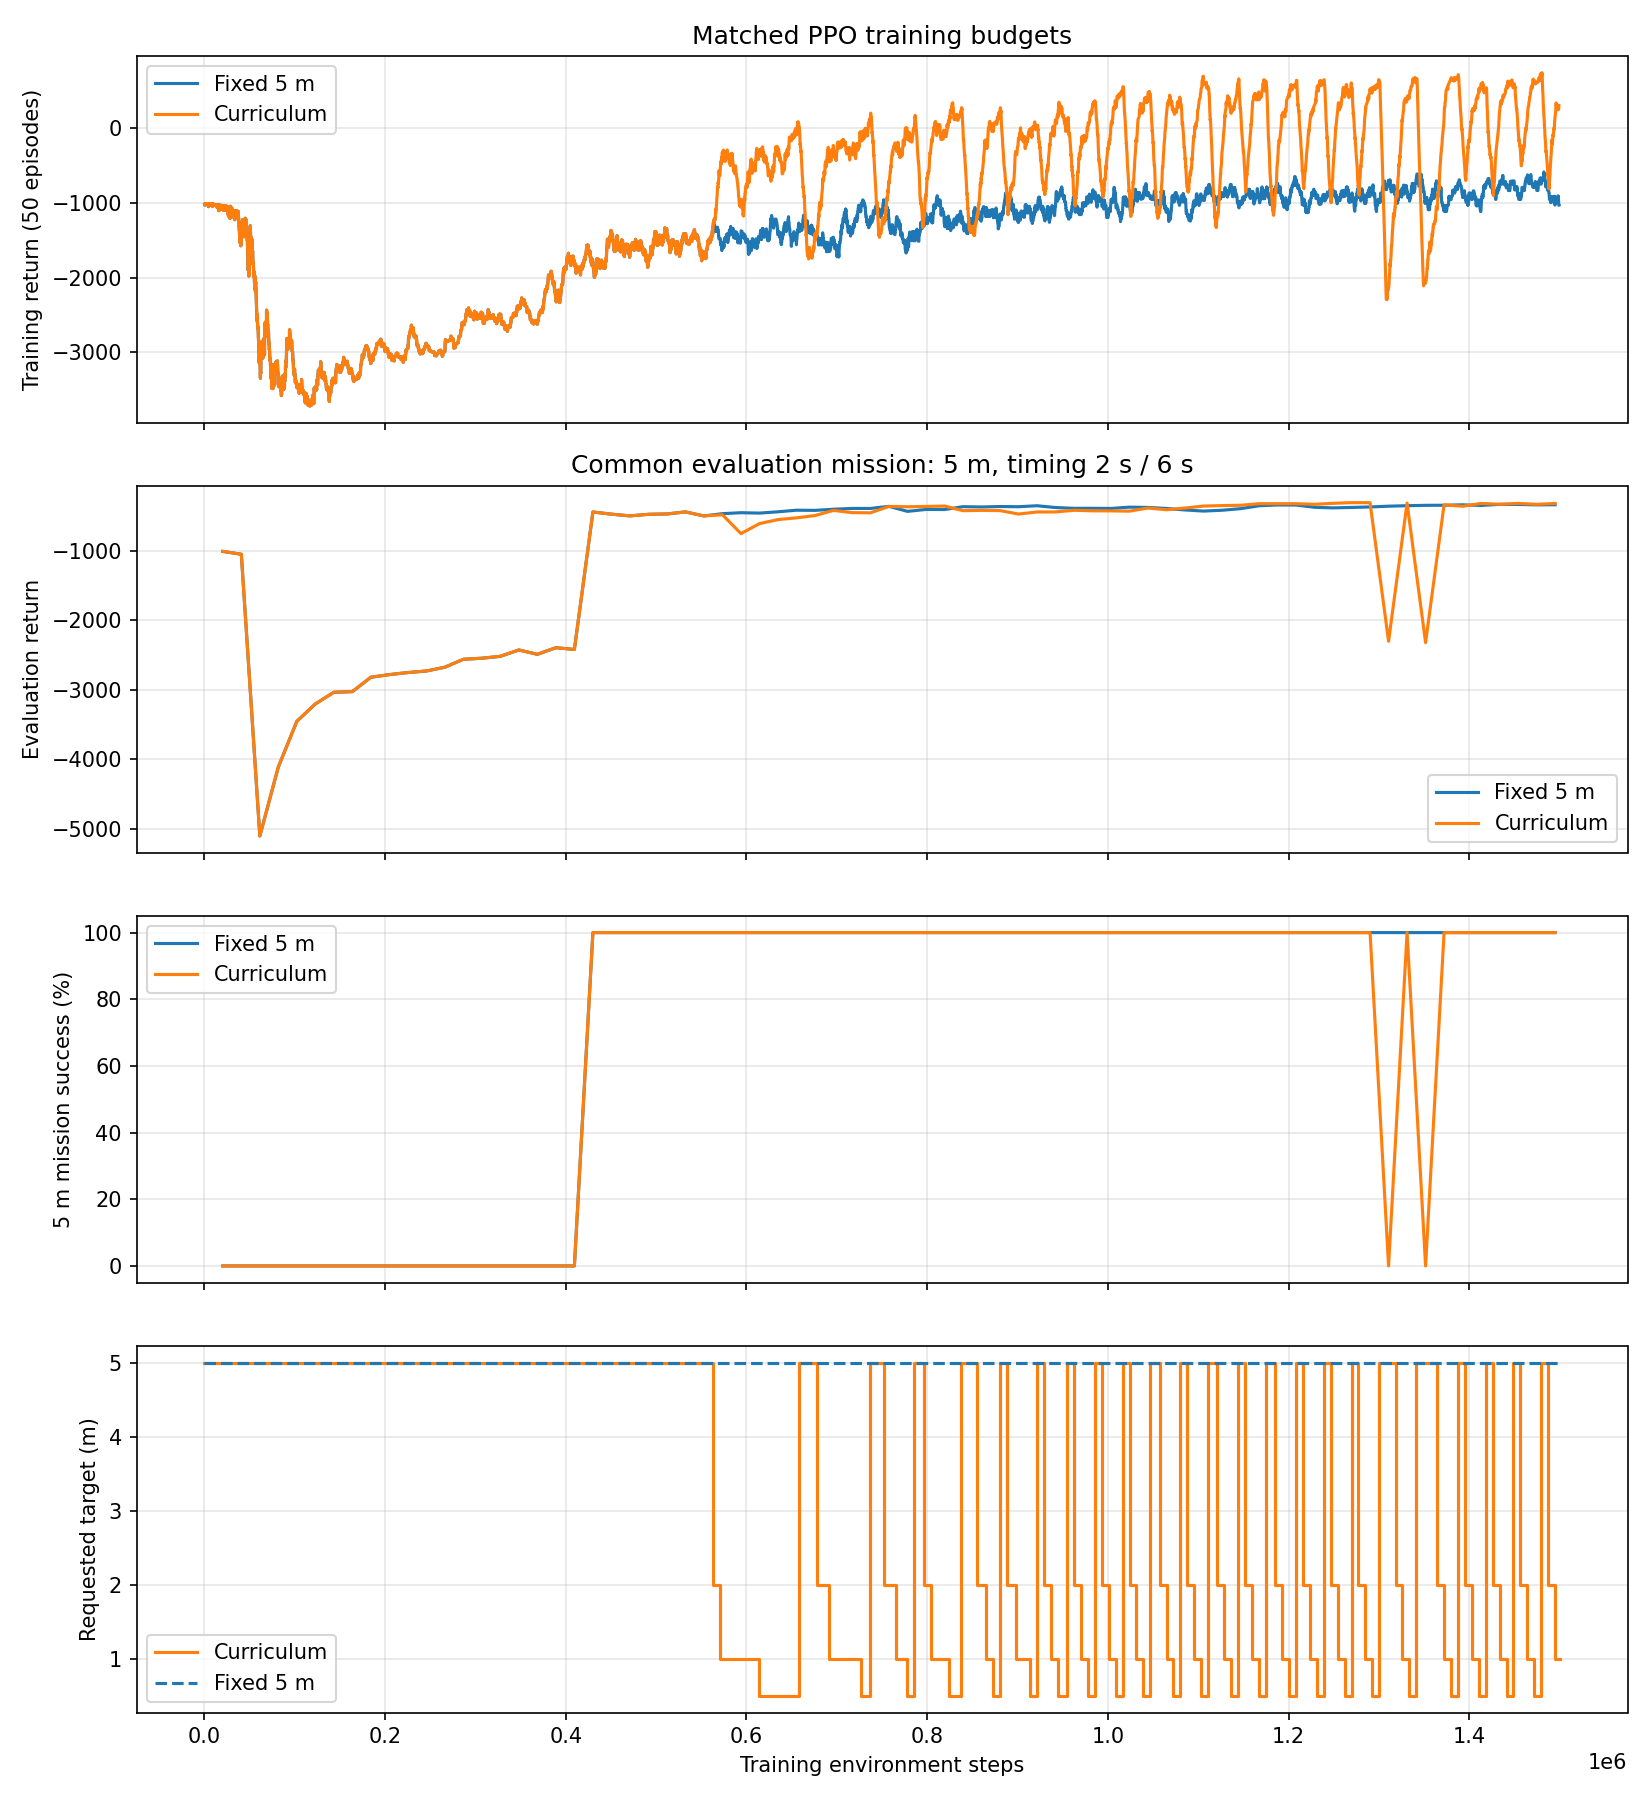 Matched PPO training budgets
Training return (50 episodes)
Fixed 5 m
Curriculum
0
−1000
−2000
−3000
Common evaluation mission: 5 m, timing 2 s / 6 s
Evaluation return
−1000
−2000
−3000
−4000
−5000
Fixed 5 m
Curriculum
5 m mission success (%)
Fixed 5 m
Curriculum
100
80
60
40
20
0
Requested target (m)
5
4
3
2
1
Curriculum
Fixed 5 m
0.0 0.2 0.4 0.6 0.8 1.0 1.2 1.4
1e6
Training environment steps